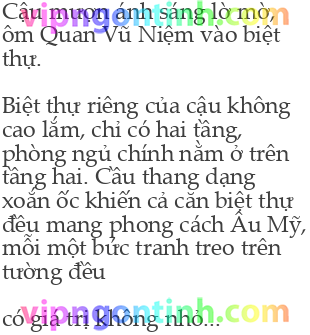 Cậu mượn ánh sáng lờ mờ,
vipngontinh.com
ôm Quan Vũ Niệm vào biệt
thự.
Biệt thự riêng của cậu không
cao lắm, chỉ có hai tầng,
phòng ngủ chính nằm ở trên
tầng hai. Cầu thang dạng
xoắn ốc khiến cả căn biệt thự
đều mang phong cách Âu Mỹ,
mỗi một bức tranh treo trên
tường đều
vipngontinh.com
có giá trị không nhỏ...